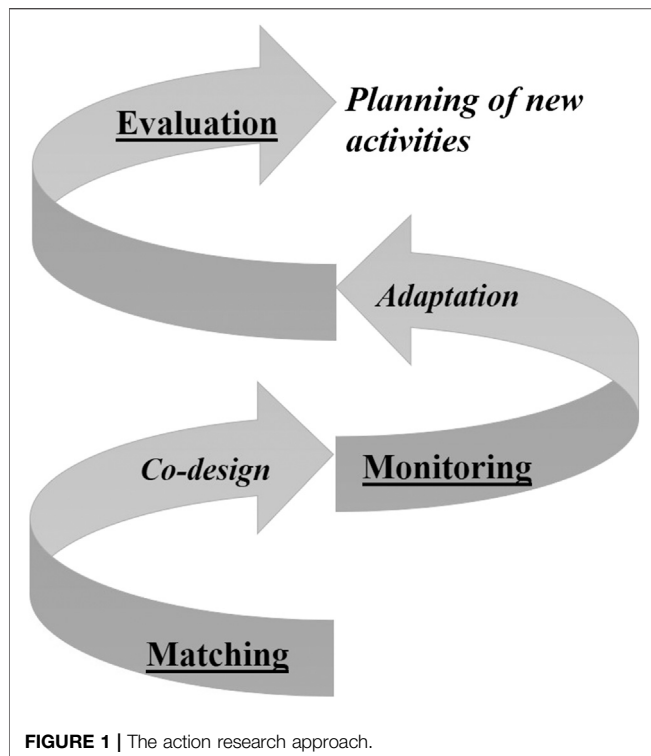 Evaluation
Planning of new
activities
Adaptation
Co-design
Monitoring
Matching
FIGURE 1 | The action research approach.